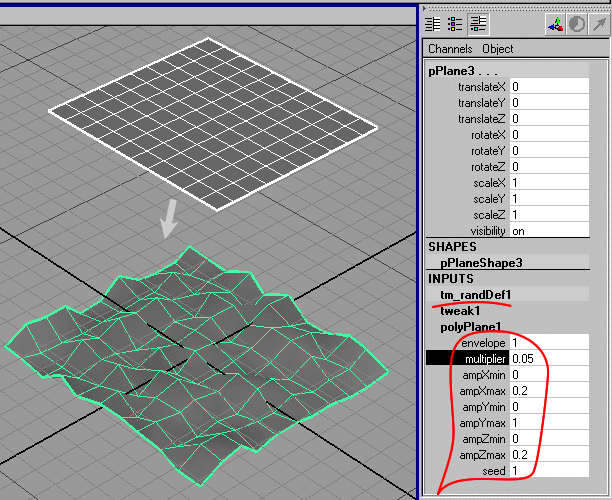 Channels Object
pPlane3 . . .
translateX 0
translateY 0
translateZ 0
rotateX 0
rotateY 0
rotateZ 0
scaleX 1
scaleY 1
scaleZ 1
visibility on
SHAPES
pPlaneShape3
INPUTS
tm_randDef1
tweak1
polyPlane1
envelope 1
multiplier 0.05
ampXmin 0
ampXmax 0.2
ampYmin 0
ampYmax 1
ampZmin 0
ampZmax 0.2
seed 1